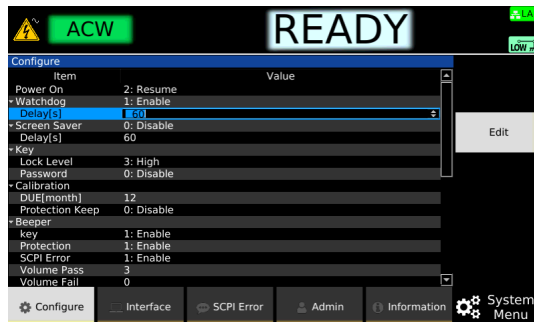 ACW
READY
LA
LOW
Configure
Item Value
Power On 2: Resume
Watchdog 1: Enable
Delay[s] 60
Screen Saver 0: Disable
Delay[s] 60
Key
Lock Level 3: High
Password 0: Disable
Calibration
DUE[month] 12
Protection Keep 0: Disable
Beeper
key 1: Enable
Protection 1: Enable
SCPI Error 1: Enable
Volume Pass 3
Volume Fail 0
Edit
Configure Interface SCPI Error Admin Information System Menu